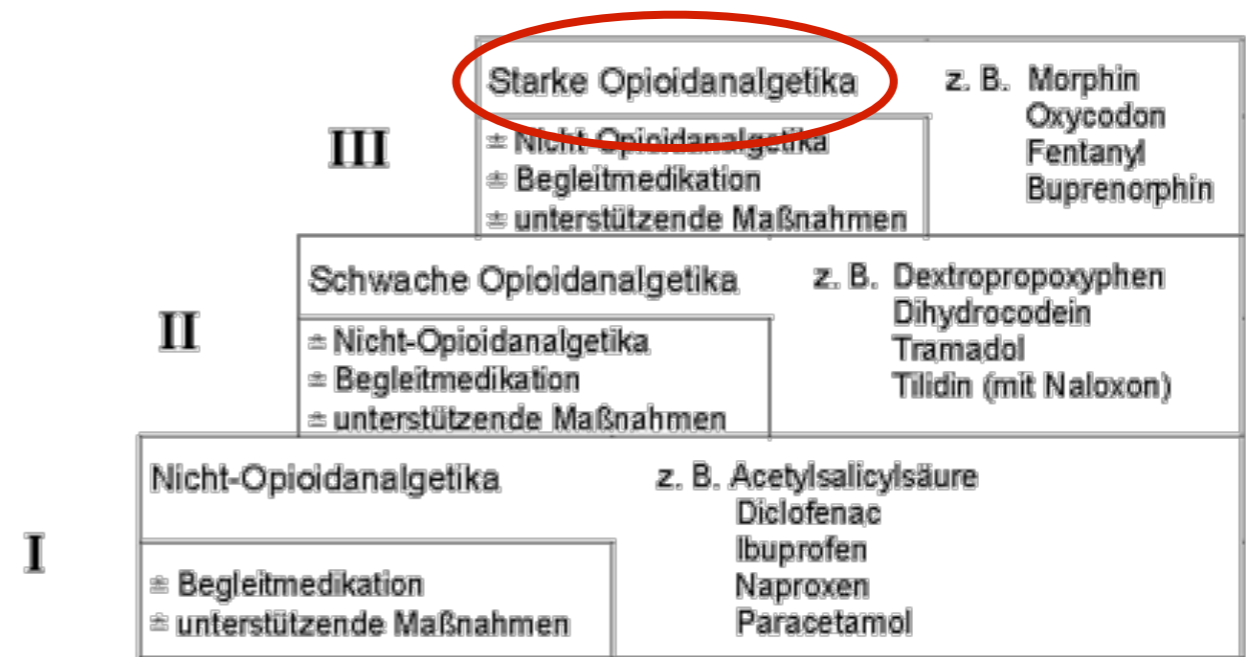 Starke Opioidanalgetika z. B. Morphin
Oxycodon
III ± Nicht-Opioidanalgetika Fentanyl
± Begleitmedikation Buprenorphin
± unterstützende Maßnahmen
Schwache Opioidanalgetika z. B. Dextropropoxyphen
Dihydrocodein
II ± Nicht-Opioidanalgetika Tramadol
± Begleitmedikation Tilidin (mit Naloxon)
± unterstützende Maßnahmen
Nicht-Opioidanalgetika z. B. Acetylsalicylsäure
Diclofenac
I Ibuprofen
± Begleitmedikation Naproxen
± unterstützende Maßnahmen Paracetamol